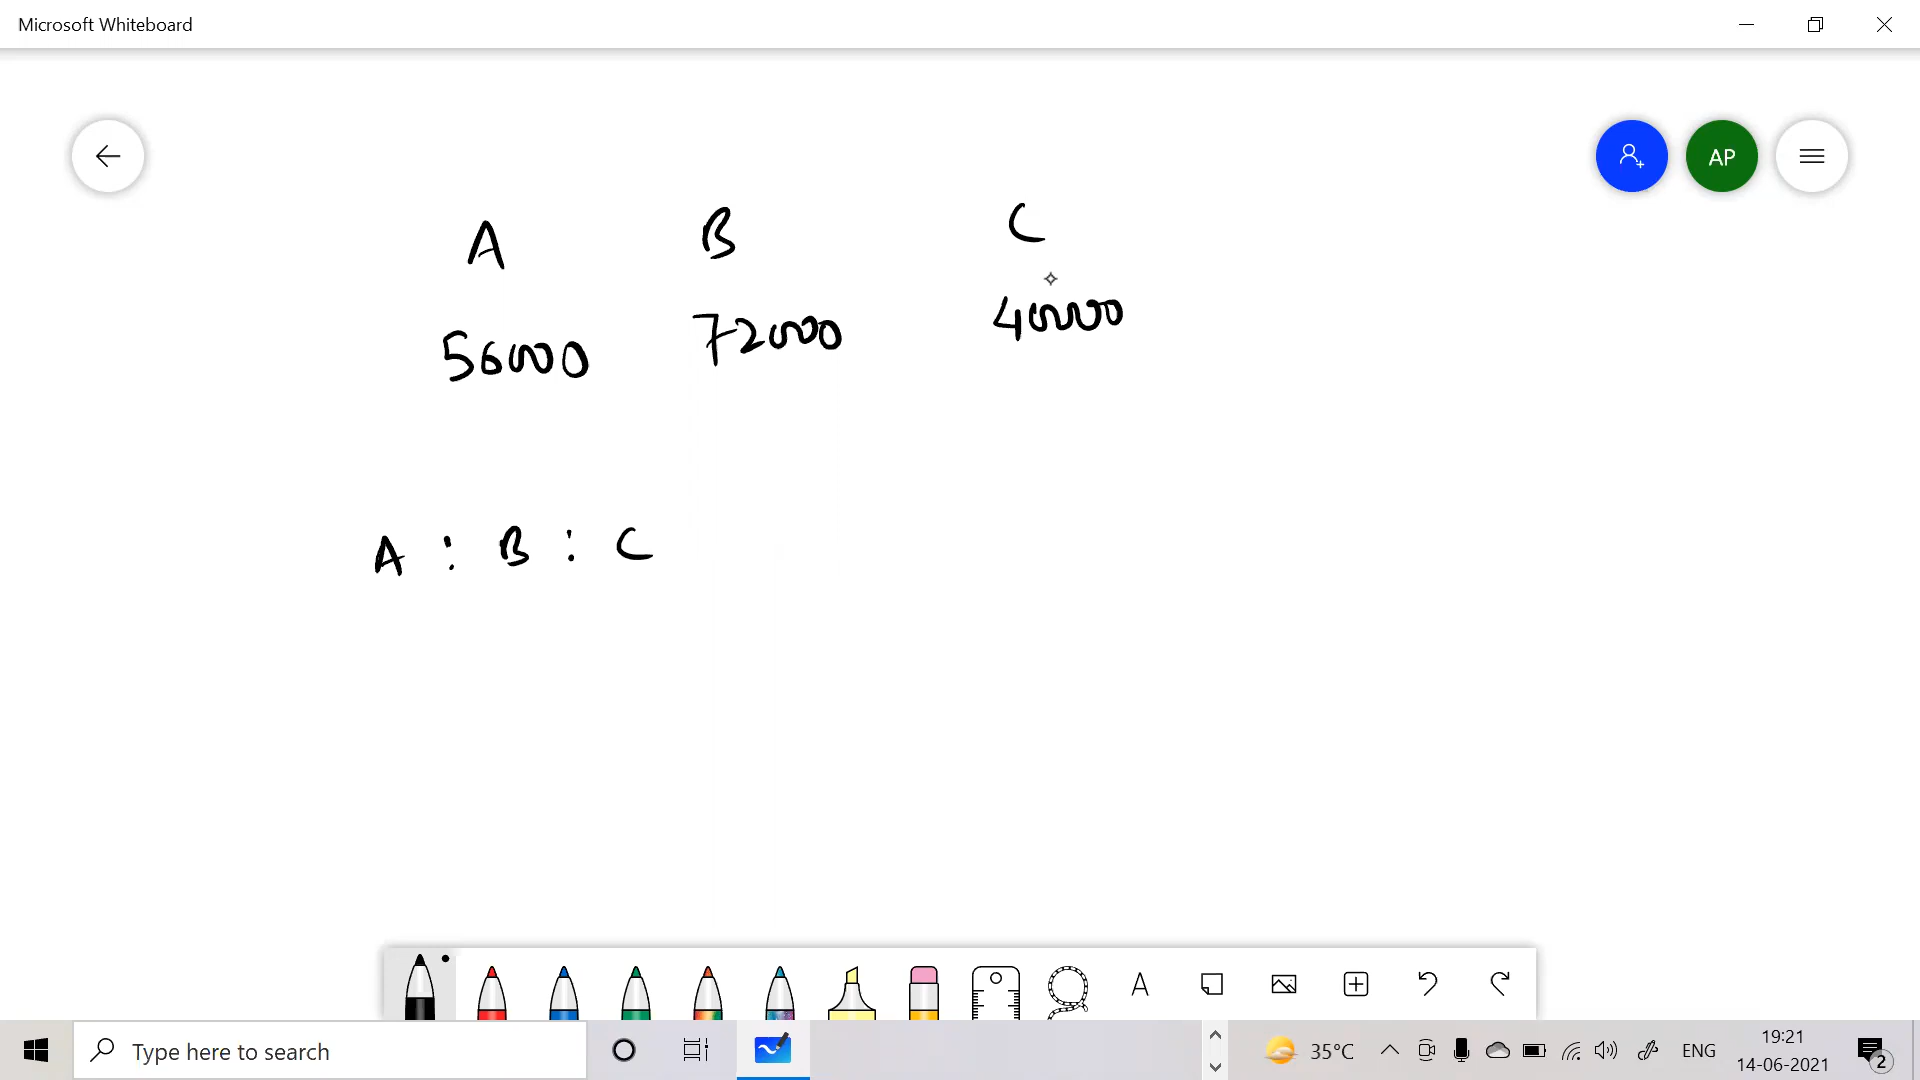 Microsoft Whiteboard
AP
A B C
56000 72000 40000
A : B : C
A
Type here to search
35°C
ENG
19:21
14-06-2021
2